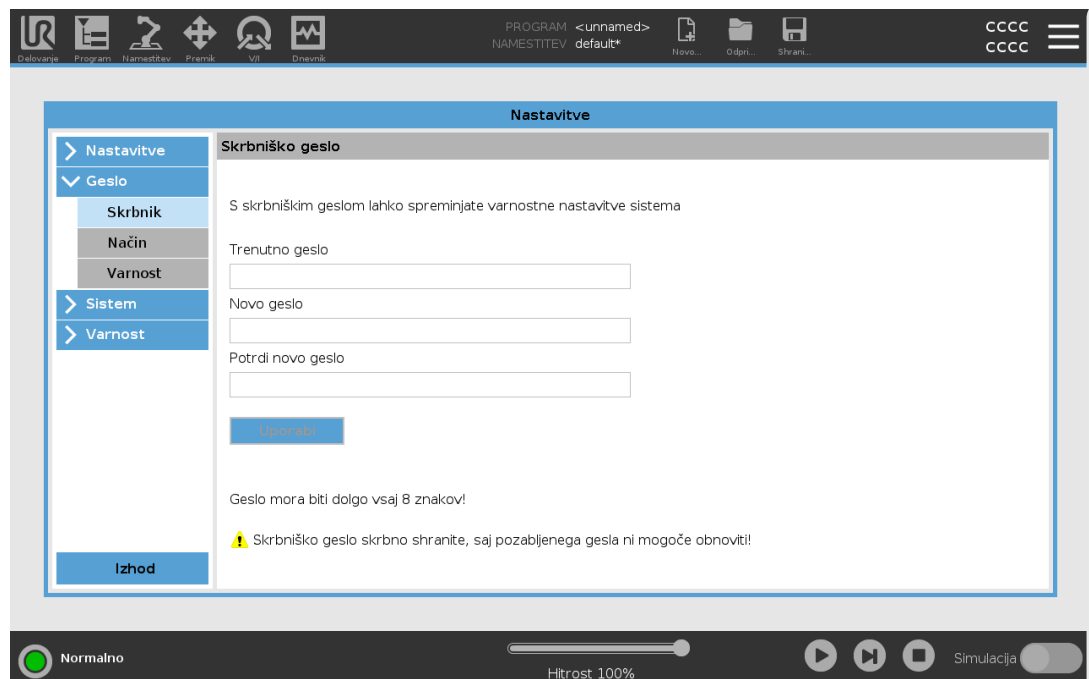 PROGRAM <unnamed>
NAMESTITEV default*
Delovanje Program Namestitev Premik V/I Dnevnik Novo... Odpri... Shrani...
CCCC
CCCC
Nastavitve
Nastavitve
Geslo
Skrbnik
Način
Varnost
Sistem
Varnost
Izhod
Skrbniško geslo
S skrbniškim geslom lahko spreminjate varnostne nastavitve sistema
Trenutno geslo
Novo geslo
Potrdi novo geslo
Uporabi
Geslo mora biti dolgo vsaj 8 znakov!
Skrbniško geslo skrbno shranite, saj pozabljenega gesla ni mogoče obnoviti!
Normalno
Hitrost 100%
Simulacija